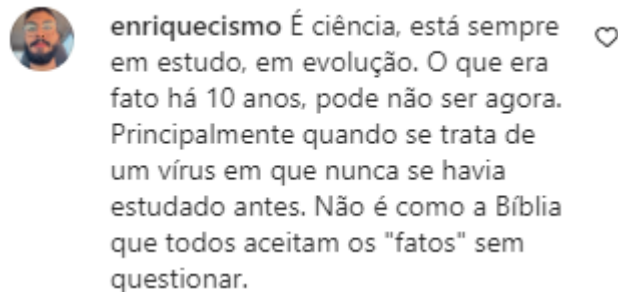 enriquecismo É ciência, está sempre
em estudo, em evolução. O que era
fato há 10 anos, pode não ser agora.
Principalmente quando se trata de
um vírus em que nunca se havia
estudado antes. Não é como a Bíblia
que todos aceitam os "fatos" sem
questionar.